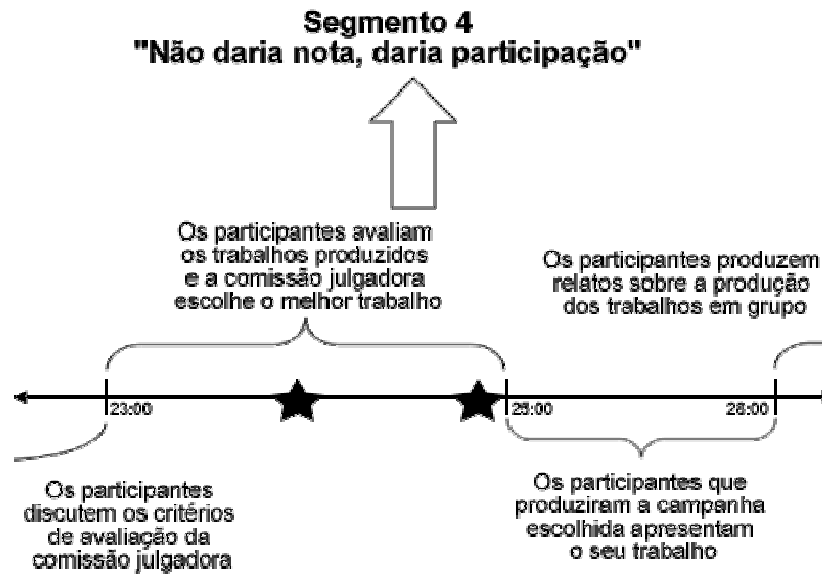 Segmento 4
"Não daria nota, daria participação"
Os participantes avaliam
os trabalhos produzidos
e a comissão julgadora
escolhe o melhor trabalho
Os participantes produzem
relatos sobre a produção
dos trabalhos em grupo
23:00
25:00
26:00
Os participantes
discutem os critérios
de avaliação da
comissão julgadora
Os participantes que
produziram a campanha
escolhida apresentam
o seu trabalho